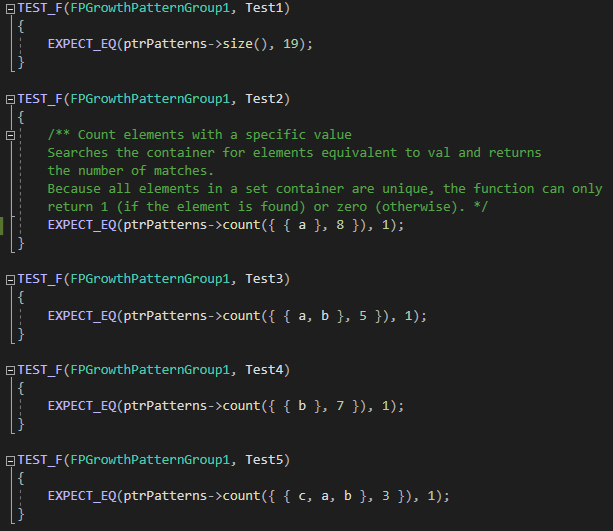 TEST_F(FPGrowthPatternGroup1, Test1)
{
    EXPECT_EQ(ptrPatterns->size(), 19);
}
TEST_F(FPGrowthPatternGroup1, Test2)
{
    /** Count elements with a specific value
    Searches the container for elements equivalent to val and returns
    the number of matches.
    Because all elements in a set container are unique, the function can only
    return 1 (if the element is found) or zero (otherwise). */
    EXPECT_EQ(ptrPatterns->count({ { a }, 8 }), 1);
}
TEST_F(FPGrowthPatternGroup1, Test3)
{
    EXPECT_EQ(ptrPatterns->count({ { a, b }, 5 }), 1);
}
TEST_F(FPGrowthPatternGroup1, Test4)
{
    EXPECT_EQ(ptrPatterns->count({ { b }, 7 }), 1);
}
TEST_F(FPGrowthPatternGroup1, Test5)
{
    EXPECT_EQ(ptrPatterns->count({ { c, a, b }, 3 }), 1);
}